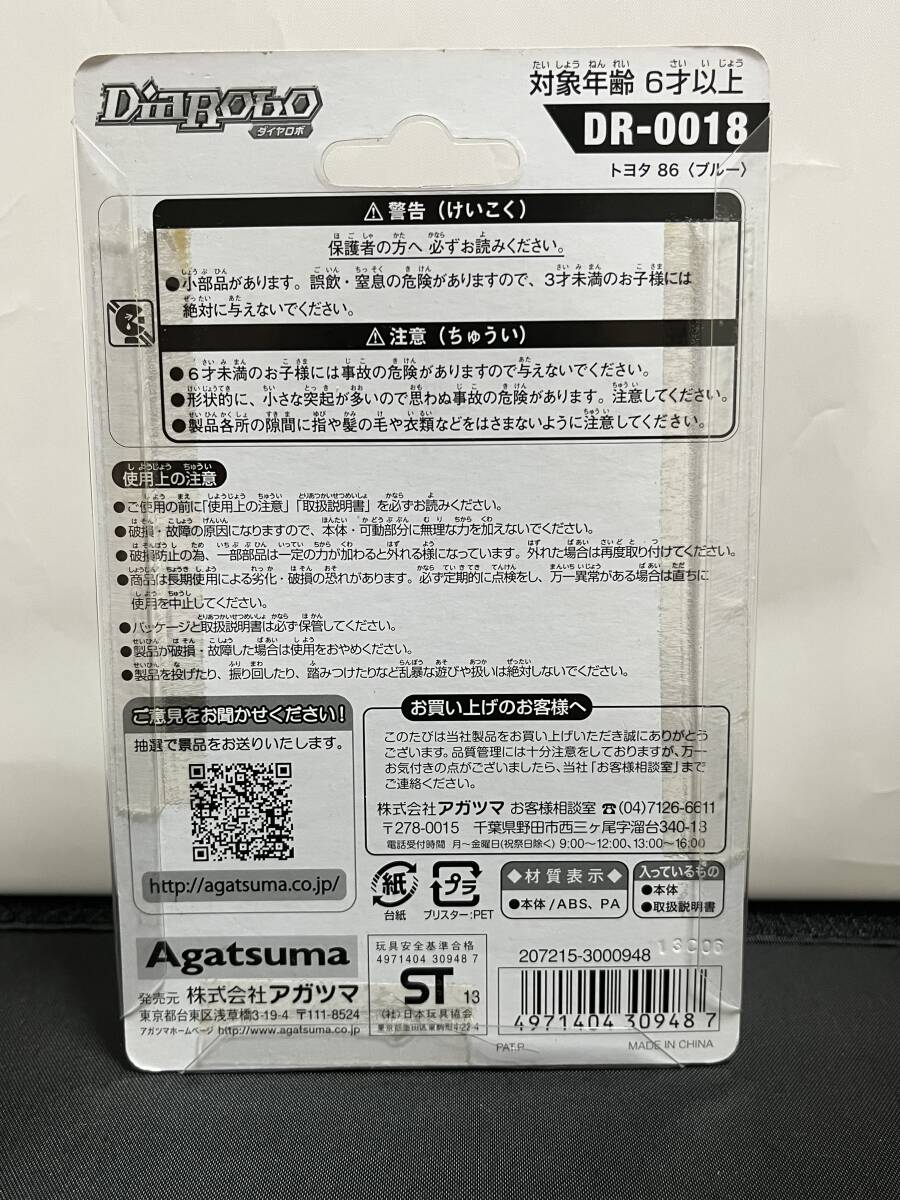 DiaRobo
ダイヤロボ
対象年齢 6才以上
たいしょうねんれい さいいじょう
DR-0018
トヨタ 86〈ブルー〉
⚠警告（けいこく）
保護者の方へ 必ずお読みください。
●小部品があります。誤飲・窒息の危険がありますので、3才未満のお子様には
絶対に与えないでください。
⚠注意（ちゅうい）
●6才未満のお子様には事故の危険がありますので与えないでください。
●形状的に、小さな突起が多いので思わぬ事故の危険があります。注意してください。
●製品各所の隙間に指や髪の毛や衣類などをはさまないように注意してください。
使用上の注意
●ご使用の前に「使用上の注意」「取扱説明書」を必ずお読みください。
●破損・故障の原因になりますので、本体・可動部分に無理な力を加えないでください。
●破損防止の為、一部部品は一定の力が加わると外れる様になっています。外れた場合は再度取り付けてください。
●商品は長期使用による劣化・破損の恐れがあります。必ず定期的に点検をし、万一異常がある場合は直ちに
使用を中止してください。
●パッケージと取扱説明書は必ず保管してください。
●製品が破損・故障した場合は使用をおやめください。
●製品を投げたり、振り回したり、踏みつけたりなど乱暴な遊びや扱いは絶対しないでください。
ご意見をお聞かせください!
抽選で景品をお送りいたします。
http://agatsuma.co.jp/
お買い上げのお客様へ
このたびは当社製品をお買い上げいただき誠にありがとう
ございます。品質管理には十分注意をしておりますが、万一
お気付きの点がございましたら、当社「お客様相談室」まで
ご連絡ください。
株式会社アガツマ お客様相談室 ☎(04)7126-6611
〒278-0015 千葉県野田市西三ヶ尾字溜台340-13
電話受付時間 月～金曜日(祝祭日除く) 9:00～12:00、13:00～16:00
紙
台紙
プラ
ブリスター:PET
◆材質表示◆
●本体/ABS、PA
入っているもの
●本体
●取扱説明書
Agatsuma
発売元 株式会社アガツマ
東京都台東区浅草橋3-19-4 〒111-8524
アガツマホームページ http://www.agatsuma.co.jp
玩具安全基準合格
4971404 30948 7
ST 13
(社)日本玩具協会
東京都墨田区東駒形4-22-4
207215-3000948
13C06
4 971404 309487
PAT.P
MADE IN CHINA